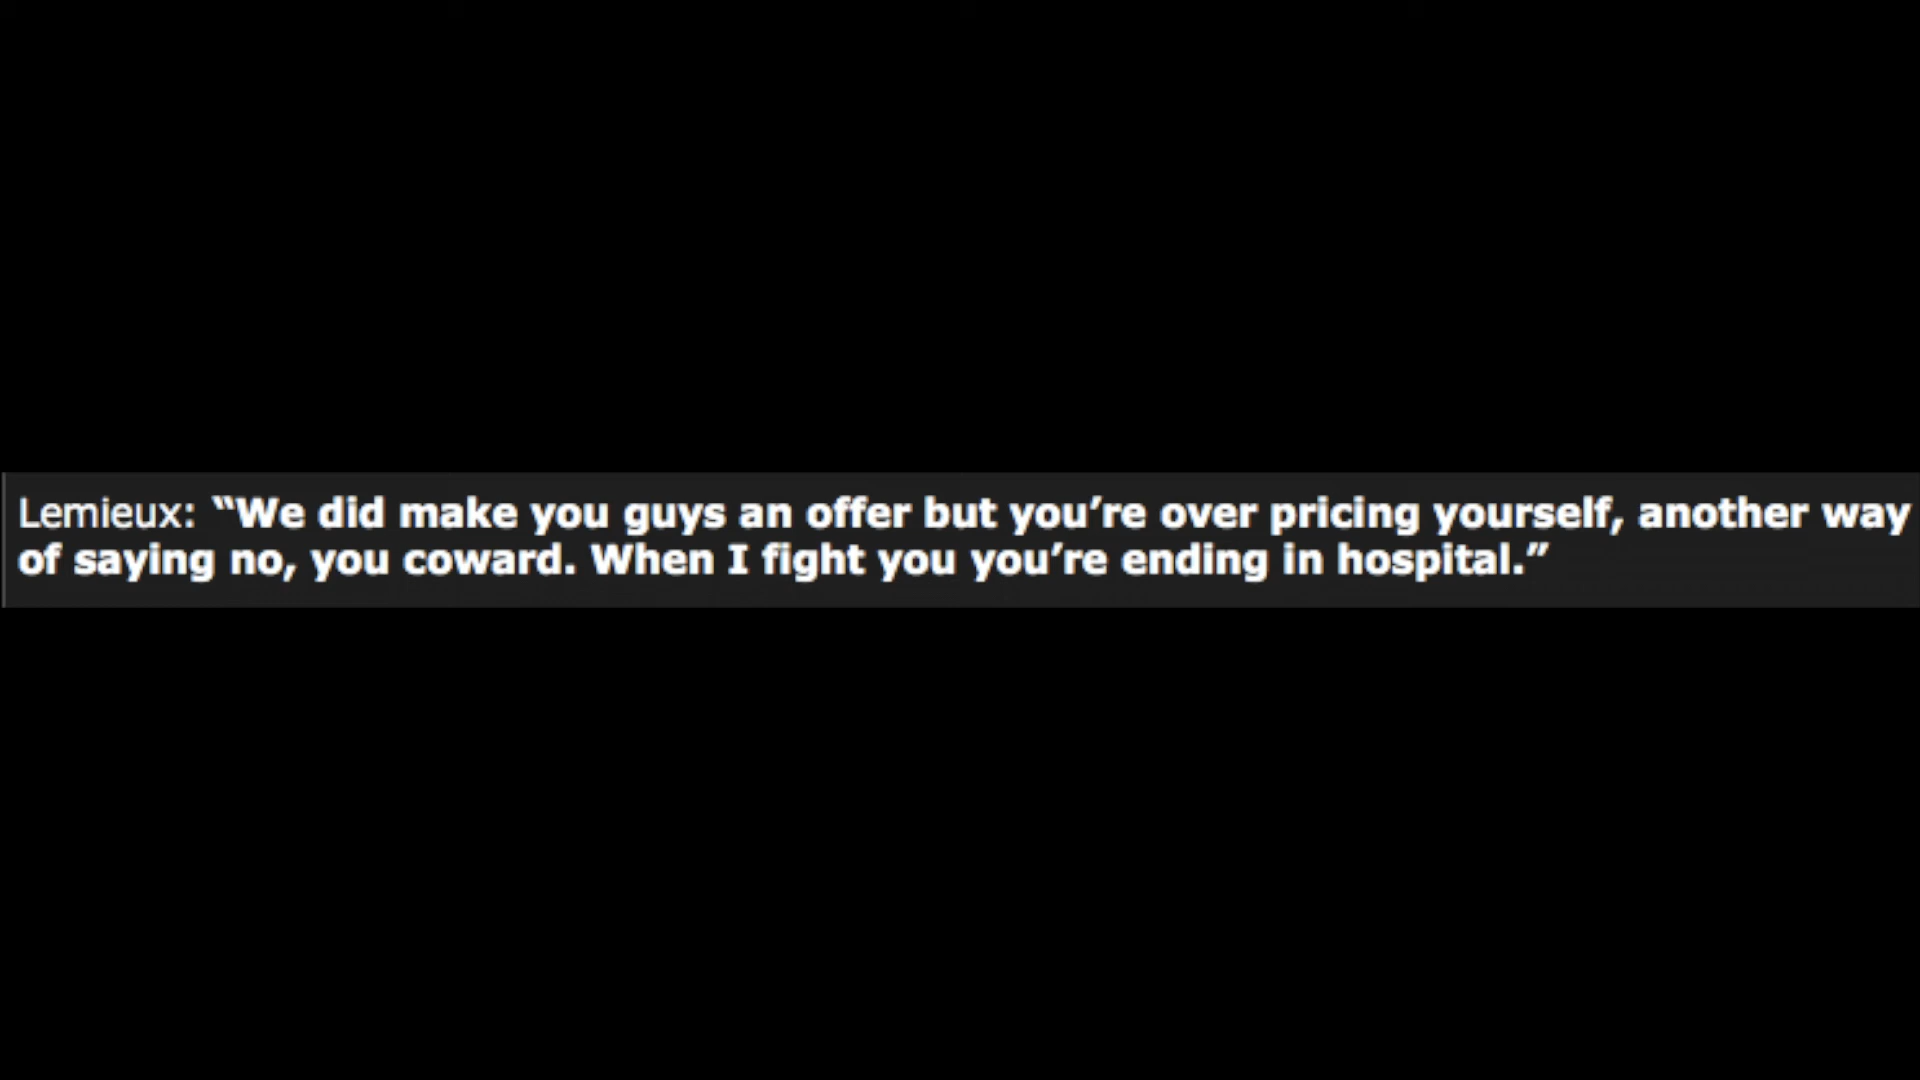 Lemieux: “We did make you guys an offer but you’re over pricing yourself, another way
of saying no, you coward. When I fight you you’re ending in hospital.”